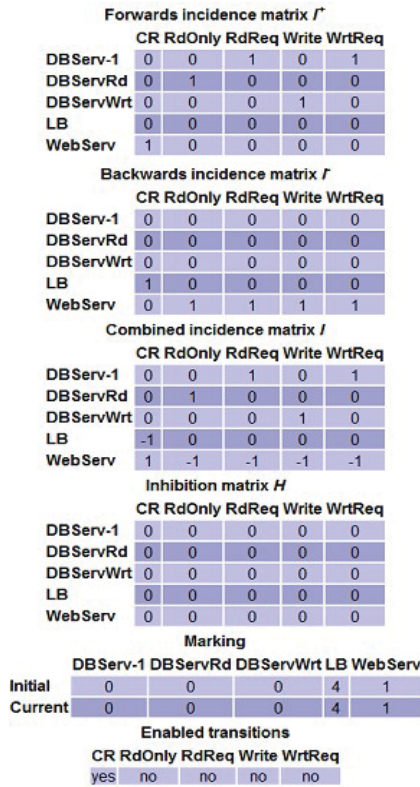 Forwards incidence matrix I⁺
CR RdOnly RdReq Write WrtReq
DBServ-1 0 0 1 0 1
DBServRd 0 1 0 0 0
DBServWrt 0 0 0 1 0
LB 0 0 0 0 0
WebServ 1 0 0 0 0
Backwards incidence matrix I⁻
CR RdOnly RdReq Write WrtReq
DBServ-1 0 0 0 0 0
DBServRd 0 0 0 0 0
DBServWrt 0 0 0 0 0
LB 1 0 0 0 0
WebServ 0 1 1 1 1
Combined incidence matrix I
CR RdOnly RdReq Write WrtReq
DBServ-1 0 0 1 0 1
DBServRd 0 1 0 0 0
DBServWrt 0 0 0 1 0
LB -1 0 0 0 0
WebServ 1 -1 -1 -1 -1
Inhibition matrix H
CR RdOnly RdReq Write WrtReq
DBServ-1 0 0 0 0 0
DBServRd 0 0 0 0 0
DBServWrt 0 0 0 0 0
LB 0 0 0 0 0
WebServ 0 0 0 0 0
Marking
DBServ-1 DBServRd DBServWrt LB WebServ
Initial 0 0 0 4 1
Current 0 0 0 4 1
Enabled transitions
CR RdOnly RdReq Write WrtReq
yes no no no no